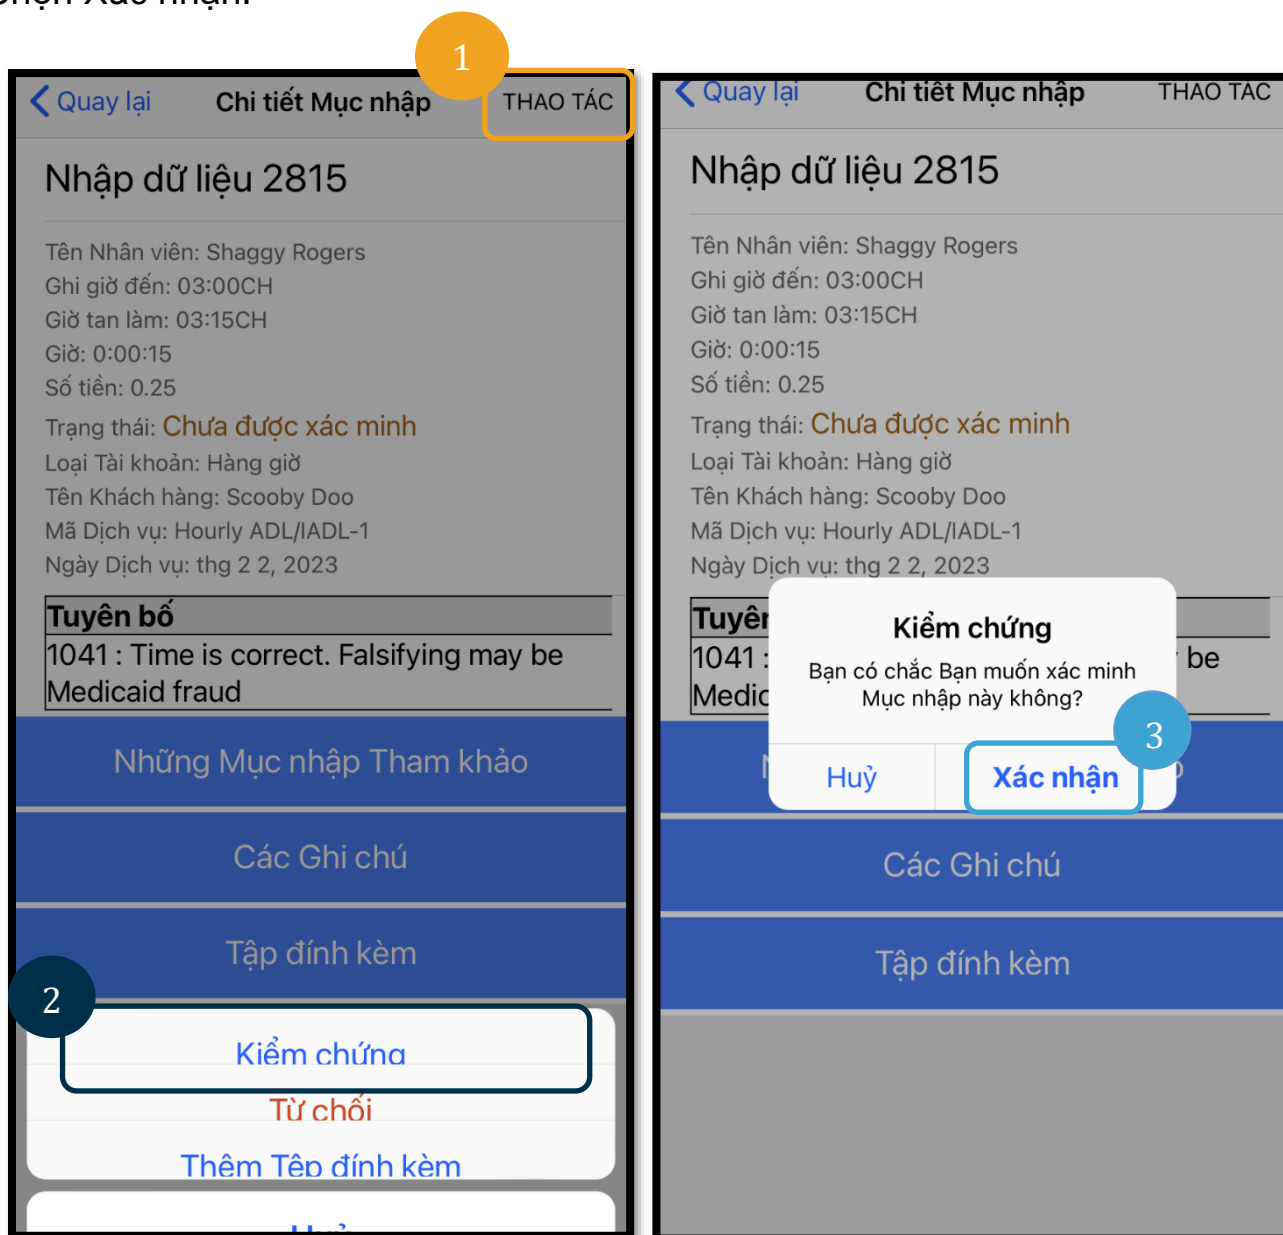 Xác nhận.
1
Quay lại Chi tiết Mục nhập THAO TÁC
Nhập dữ liệu 2815
Tên Nhân viên: Shaggy Rogers
Ghi giờ đến: 03:00CH
Giờ tan làm: 03:15CH
Giờ: 0:00:15
Số tiền: 0.25
Trạng thái: Chưa được xác minh
Loại Tài khoản: Hàng giờ
Tên Khách hàng: Scooby Doo
Mã Dịch vụ: Hourly ADL/IADL-1
Ngày Dịch vụ: thg 2 2, 2023
Tuyên bố
1041 : Time is correct. Falsifying may be
Medicaid fraud
Những Mục nhập Tham khảo
Các Ghi chú
Tập đính kèm
2
Kiểm chứng
Từ chối
Thêm Tệp đính kèm
Quay lại Chi tiết Mục nhập THAO TÁC
Nhập dữ liệu 2815
Tên Nhân viên: Shaggy Rogers
Ghi giờ đến: 03:00CH
Giờ tan làm: 03:15CH
Giờ: 0:00:15
Số tiền: 0.25
Trạng thái: Chưa được xác minh
Loại Tài khoản: Hàng giờ
Tên Khách hàng: Scooby Doo
Mã Dịch vụ: Hourly ADL/IADL-1
Ngày Dịch vụ: thg 2 2, 2023
1041 : be
Kiểm chứng
Bạn có chắc Bạn muốn xác minh
Mục nhập này không?
3
Huỷ Xác nhận
Các Ghi chú
Tập đính kèm